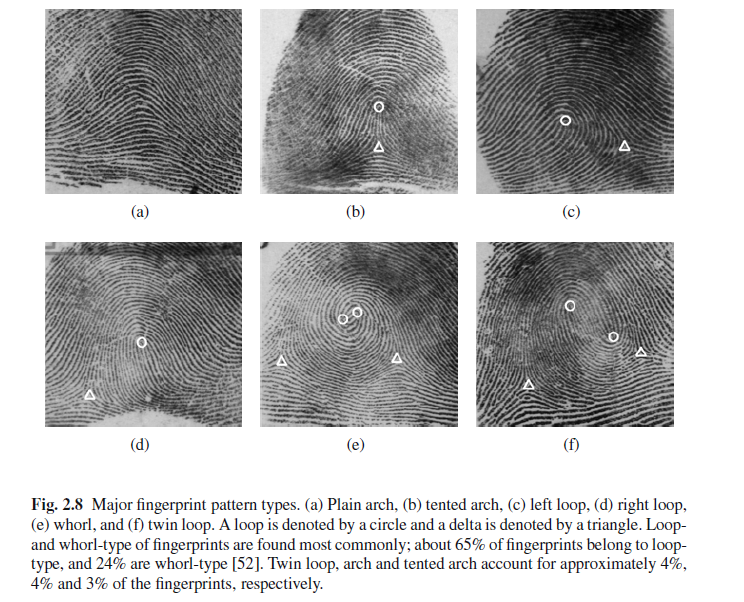 (a)
(b)
(c)
(d)
(e)
(f)
Fig. 2.8 Major fingerprint pattern types. (a) Plain arch, (b) tented arch, (c) left loop, (d) right loop,
(e) whorl, and (f) twin loop. A loop is denoted by a circle and a delta is denoted by a triangle. Loop-
and whorl-type of fingerprints are found most commonly; about 65% of fingerprints belong to loop-
type, and 24% are whorl-type [52]. Twin loop, arch and tented arch account for approximately 4%,
4% and 3% of the fingerprints, respectively.